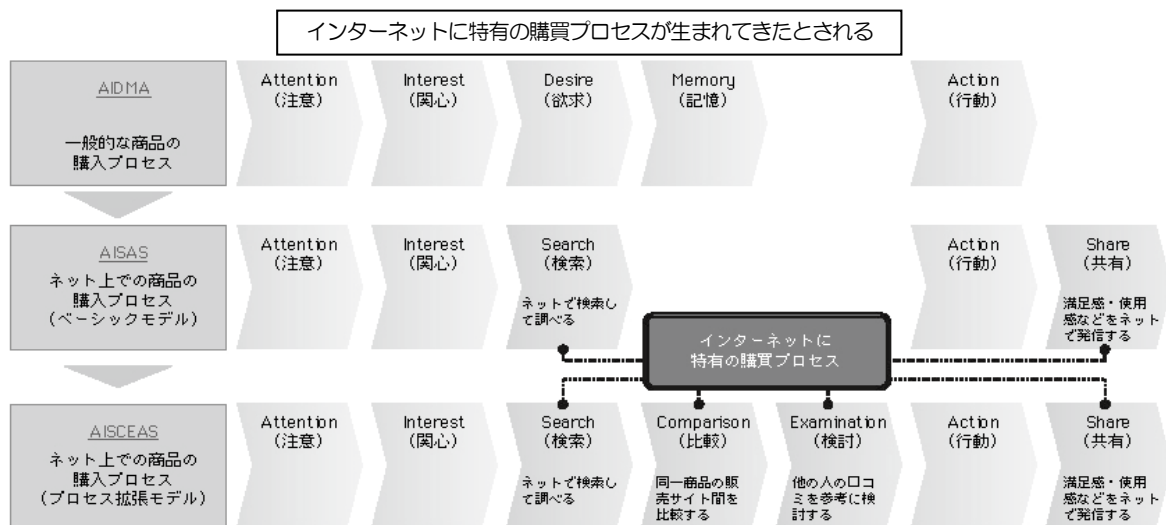 インターネットに特有の購買プロセスが生まれてきたとされる
AIDMA
一般的な商品の
購入プロセス
Attention
(注意)
Interest
(関心)
Desire
(欲求)
Memory
(記憶)
Action
(行動)
AISAS
ネット上での商品の
購入プロセス
(ベーシックモデル)
Attention
(注意)
Interest
(関心)
Search
(検索)
ネットで検索し
て調べる
Action
(行動)
Share
(共有)
満足感・使用
感などをネット
で発信する
インターネットに
特有の購買プロセス
AISCEAS
ネット上での商品の
購入プロセス
(プロセス拡張モデル)
Attention
(注意)
Interest
(関心)
Search
(検索)
ネットで検索し
て調べる
Comparison
(比較)
同一商品の販
売サイト間を
比較する
Examination
(検討)
他の人の口コ
ミを参考に検
討する
Action
(行動)
Share
(共有)
満足感・使用
感などをネット
で発信する